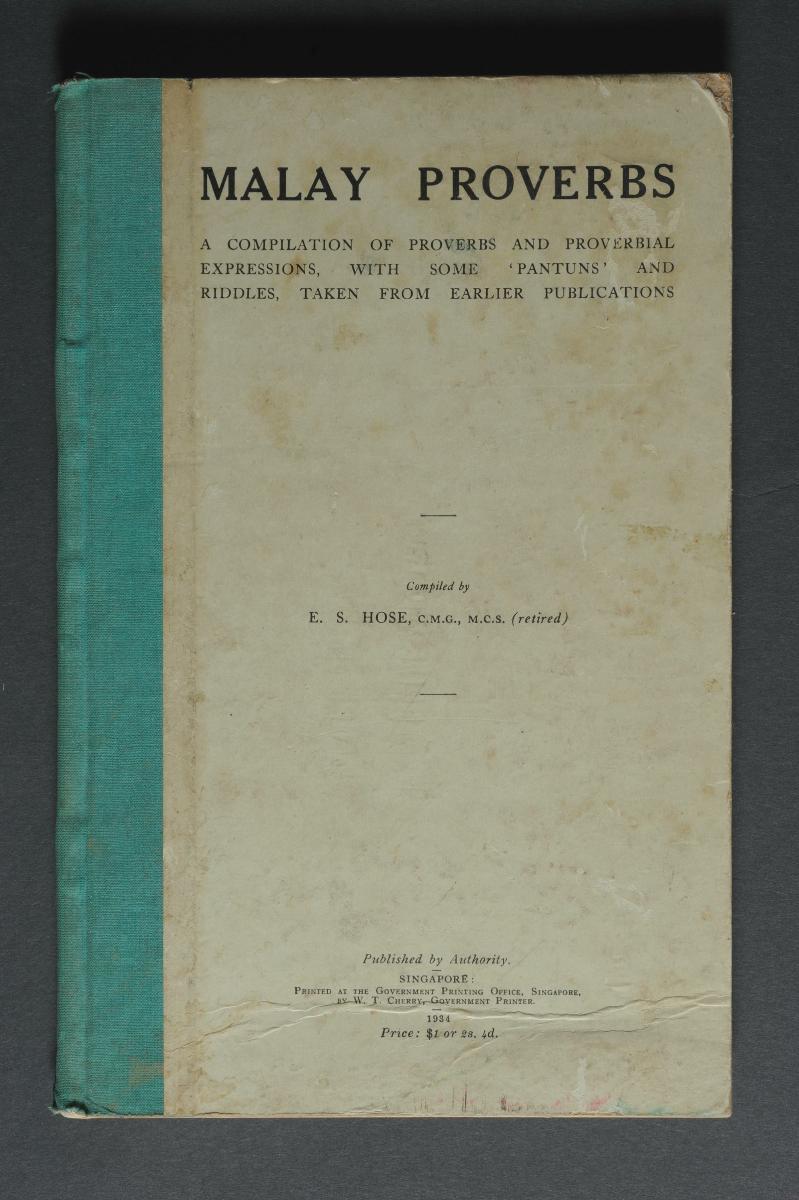 MALAY PROVERBS
A COMPILATION OF PROVERBS AND PROVERBIAL
EXPRESSIONS, WITH SOME ‘PANTUNS’ AND
RIDDLES, TAKEN FROM EARLIER PUBLICATIONS
Compiled by
E. S. HOSE, C.M.G., M.C.S. (retired)
Published by Authority.
SINGAPORE:
PRINTED AT THE GOVERNMENT PRINTING OFFICE, SINGAPORE,
BY W. T. CHERRY, GOVERNMENT PRINTER.
1934
Price: $1 or 2s. 4d.